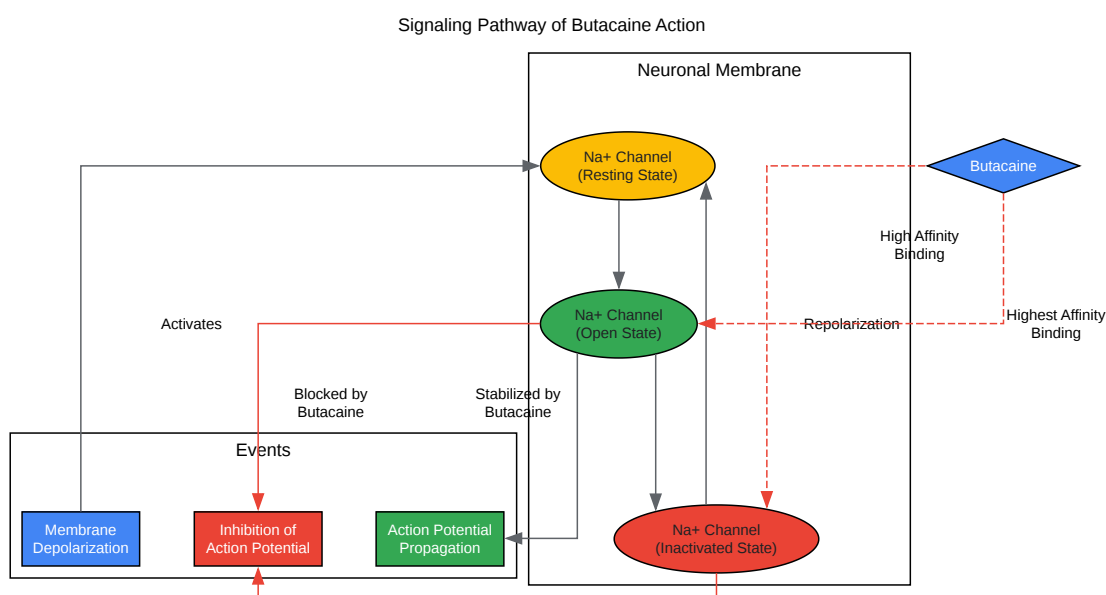 Signaling Pathway of Butacaine Action
Neuronal Membrane
Na+ Channel
(Resting State)
Butacaine
High Affinity
Binding
Na+ Channel
(Open State)
Activates
Repolarization
Highest Affinity
Binding
Blocked by
Butacaine
Stabilized by
Butacaine
Events
Membrane
Depolarization
Inhibition of
Action Potential
Action Potential
Propagation
Na+ Channel
(Inactivated State)